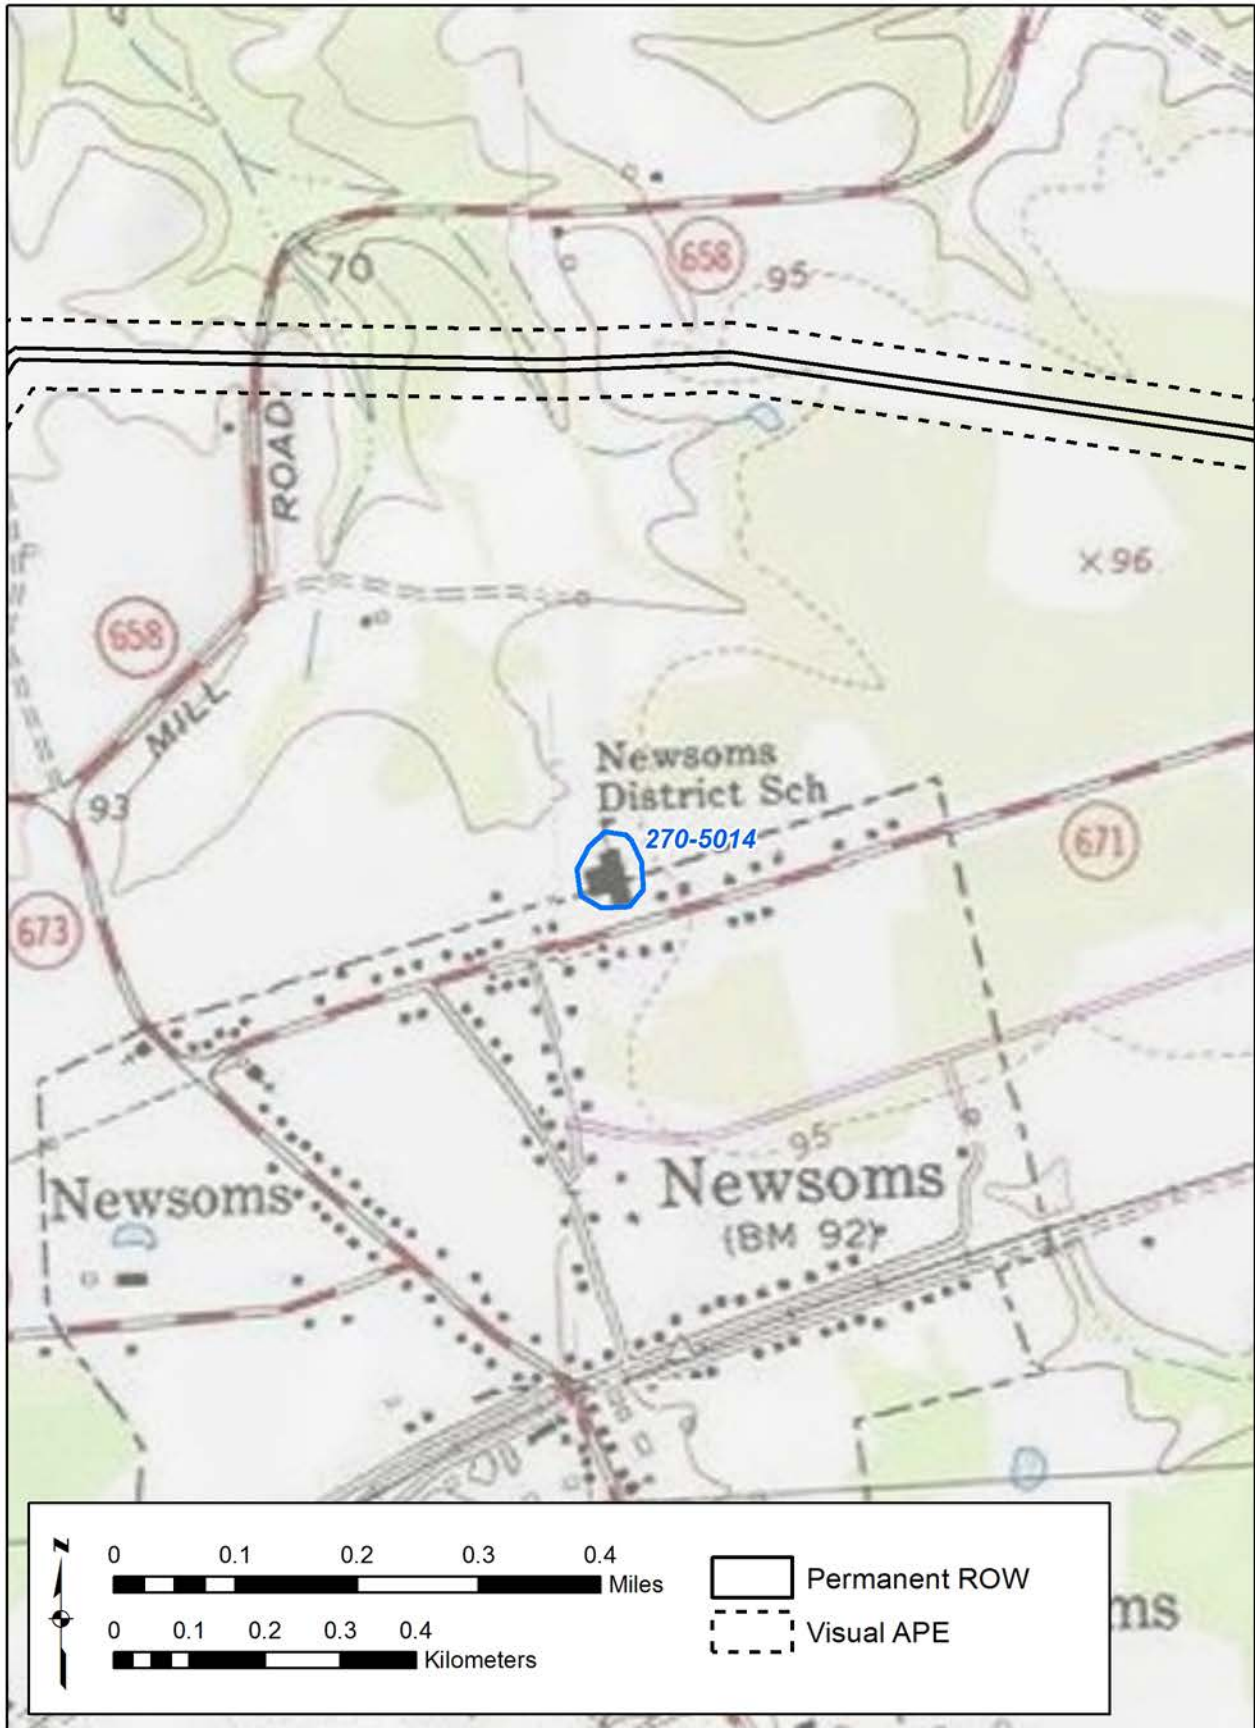 658
70
95
ROAD
× 96
658
MILL
Newsoms
District Sch
93
270-5014
671
673
95
Newsoms
Newsoms
(BM 92)
N
0 0.1 0.2 0.3 0.4
Miles
0 0.1 0.2 0.3 0.4
Kilometers
Permanent ROW
Visual APE
ms